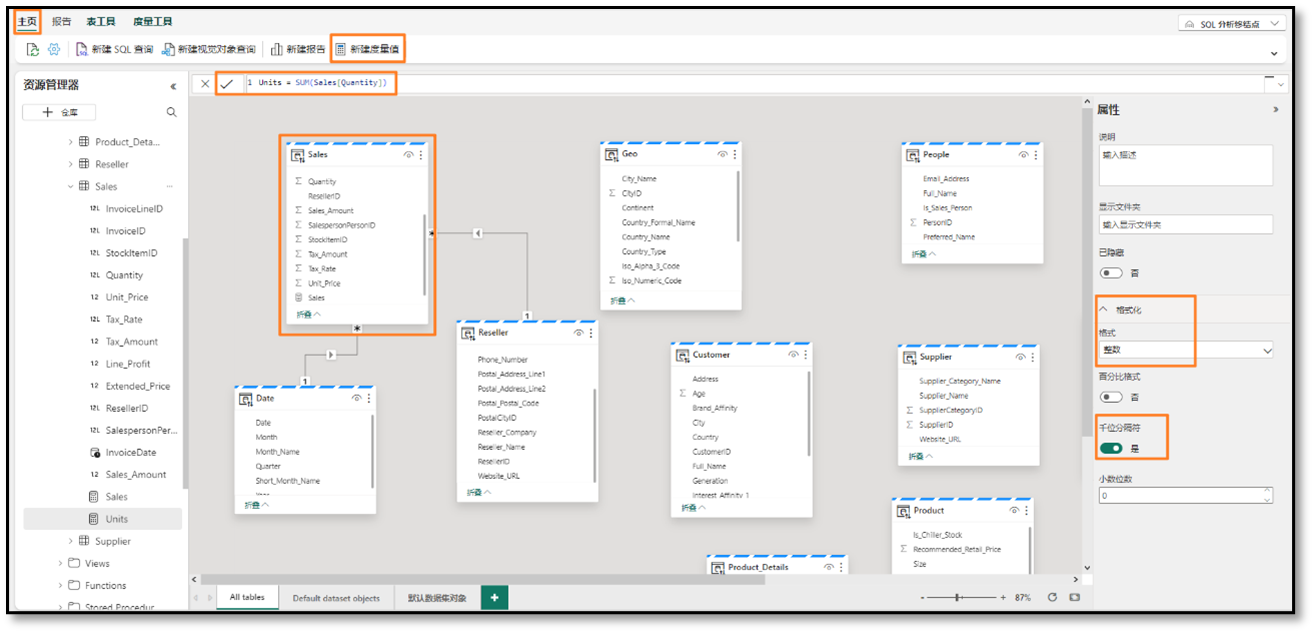 主页 报告 表工具 度量工具
SQL 分析终结点
新建 SQL 查询 新建视觉对象查询 新建报告 新建度量值
资源管理器
仓库
Product_Deta...
Reseller
Sales
InvoiceLineID
InvoiceID
StockItemID
Quantity
Unit_Price
Tax_Rate
Tax_Amount
Line_Profit
Extended_Price
ResellerID
SalespersonPer...
InvoiceDate
Sales_Amount
Sales
Units
Supplier
Views
Functions
Stored Procedur
1 Units = SUM(Sales[Quantity])
Sales
Quantity
ResellerID
Sales_Amount
SalespersonPersonID
StockItemID
Tax_Amount
Tax_Rate
Unit_Price
Sales
折叠
Geo
City_Name
CityID
Continent
Country_Formal_Name
Country_Name
Country_Type
Iso_Alpha_3_Code
Iso_Numeric_Code
折叠
People
Email_Address
Full_Name
Is_Sales_Person
PersonID
Preferred_Name
折叠
*
*
1
1
Reseller
Phone_Number
Postal_Address_Line1
Postal_Address_Line2
Postal_Postal_Code
PostalCityID
Reseller_Company
Reseller_Name
ResellerID
Website_URL
折叠
Date
Date
Month
Month_Name
Quarter
Short_Month_Name
Year
折叠
Customer
Address
Age
Brand_Affinity
City
Country
CustomerID
Full_Name
Generation
Interest_Affinity_1
折叠
Supplier
Supplier_Category_Name
Supplier_Name
SupplierCategoryID
SupplierID
Website_URL
折叠
Product
Is_Chiller_Stock
Recommended_Retail_Price
Size
Product_Details
All tables Default dataset objects 默认数据集对象 +
- + 87%
属性
说明
输入描述
显示文件夹
输入显示文件夹
已隐藏
否
格式化
格式
整数
百分比格式
否
千位分隔符
是
小数位数
0